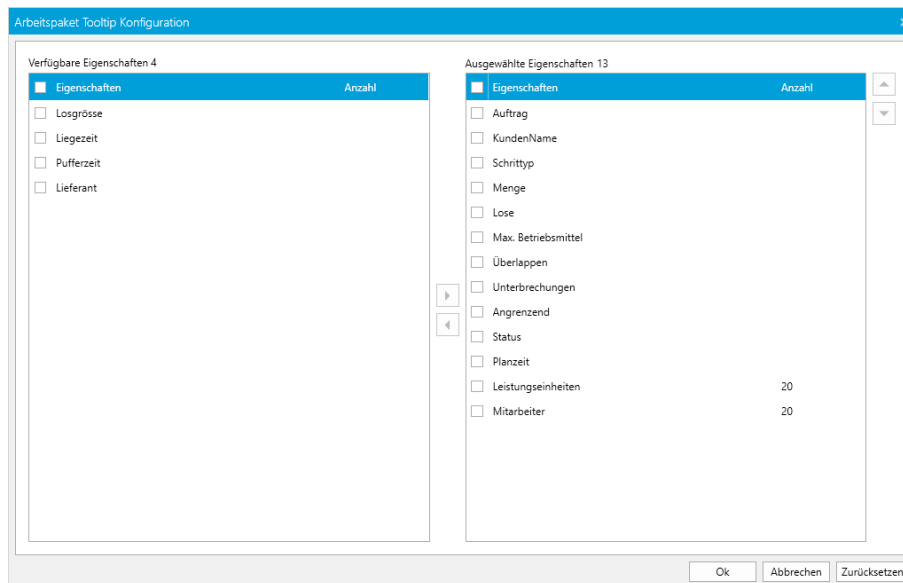 Arbeitspaket Tooltip Konfiguration
Verfügbare Eigenschaften 4
Eigenschaften Anzahl
Losgrösse
Liegezeit
Pufferzeit
Lieferant
Ausgewählte Eigenschaften 13
Eigenschaften Anzahl
Auftrag
KundenName
Schrittyp
Menge
Lose
Max. Betriebsmittel
Überlappen
Unterbrechungen
Angrenzend
Status
Planzeit
Leistungseinheiten 20
Mitarbeiter 20
Ok Abbrechen Zurücksetzen